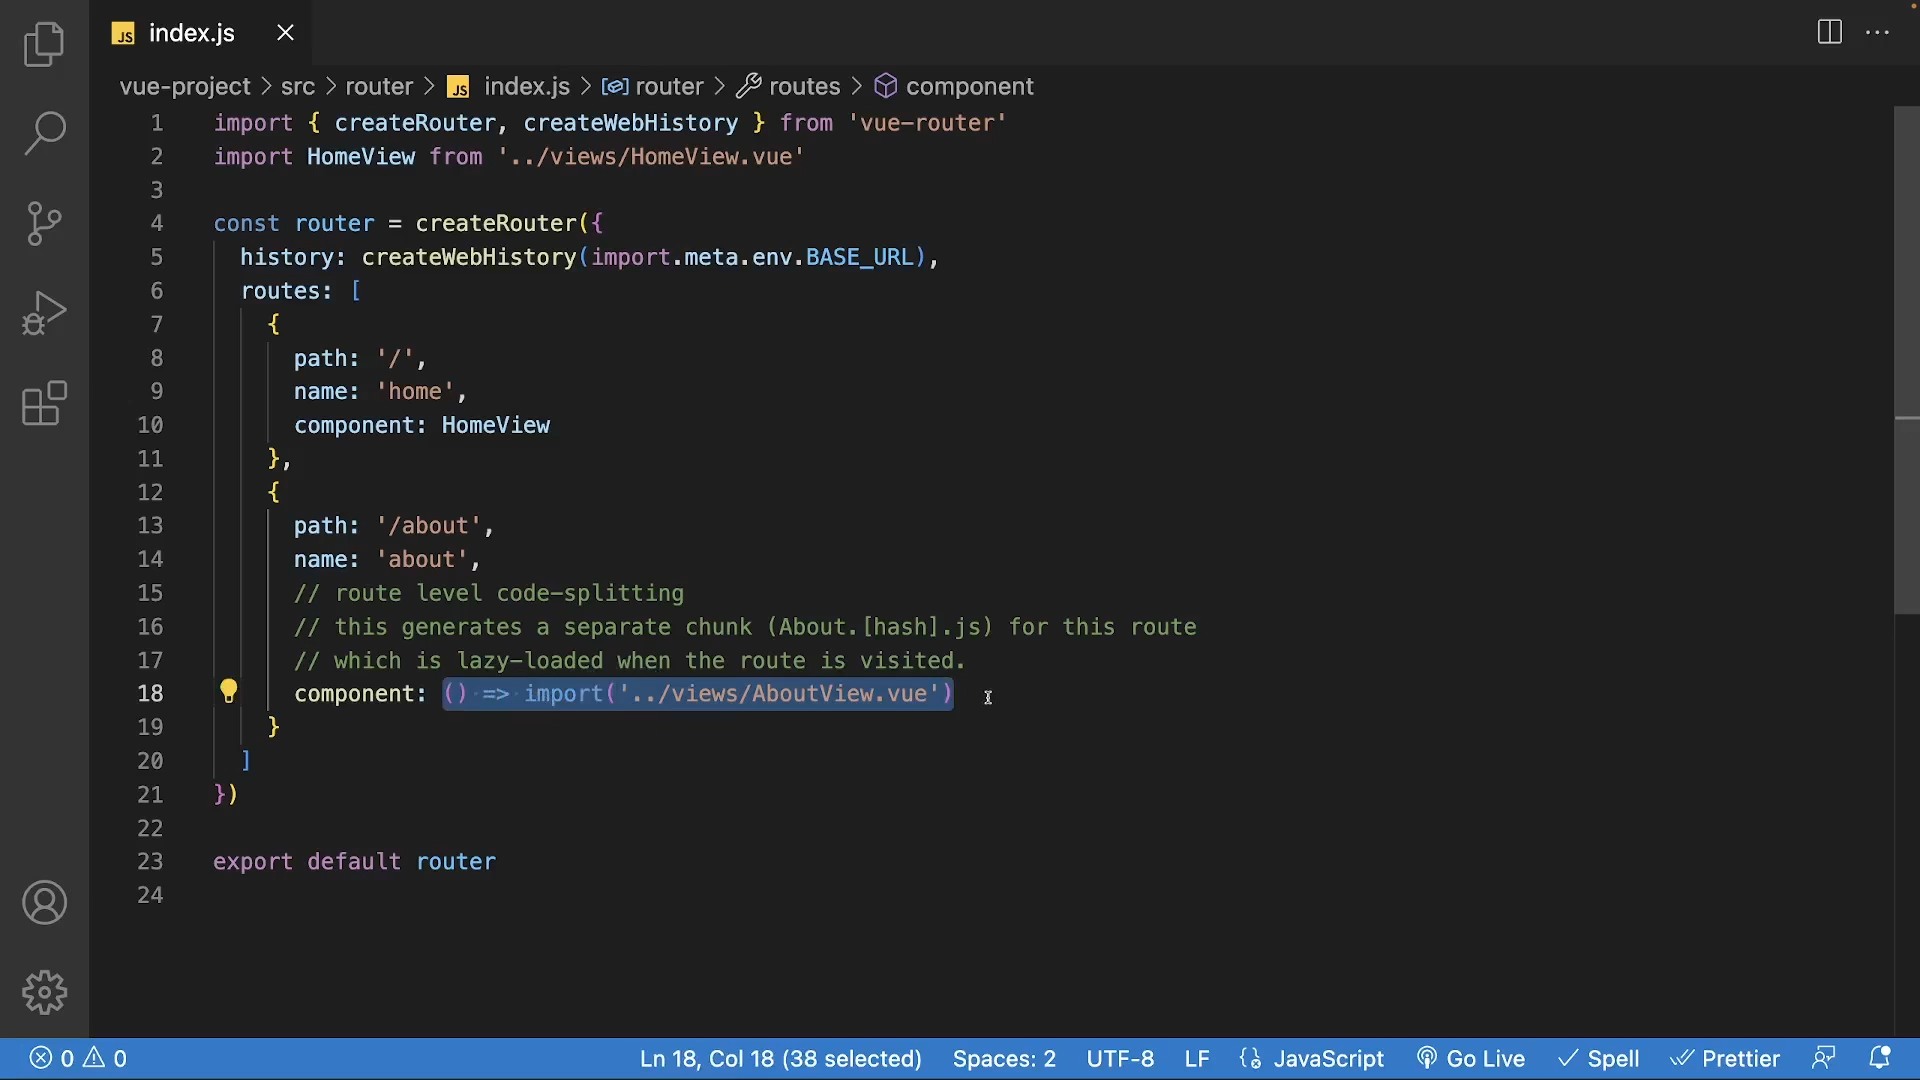 JS index.js
vue-project > src > router > JS index.js > router > routes > component
1 import { createRouter, createWebHistory } from 'vue-router'
2 import HomeView from '../views/HomeView.vue'
3
4 const router = createRouter({
5 history: createWebHistory(import.meta.env.BASE_URL),
6 routes: [
7 {
8 path: '/',
9 name: 'home',
10 component: HomeView
11 },
12 {
13 path: '/about',
14 name: 'about',
15 // route level code-splitting
16 // this generates a separate chunk (About.[hash].js) for this route
17 // which is lazy-loaded when the route is visited.
18 component: () => import('../views/AboutView.vue')
19 }
20 ]
21 })
22
23 export default router
24
0 0 Ln 18, Col 18 (38 selected) Spaces: 2 UTF-8 LF JavaScript Go Live Spell Prettier